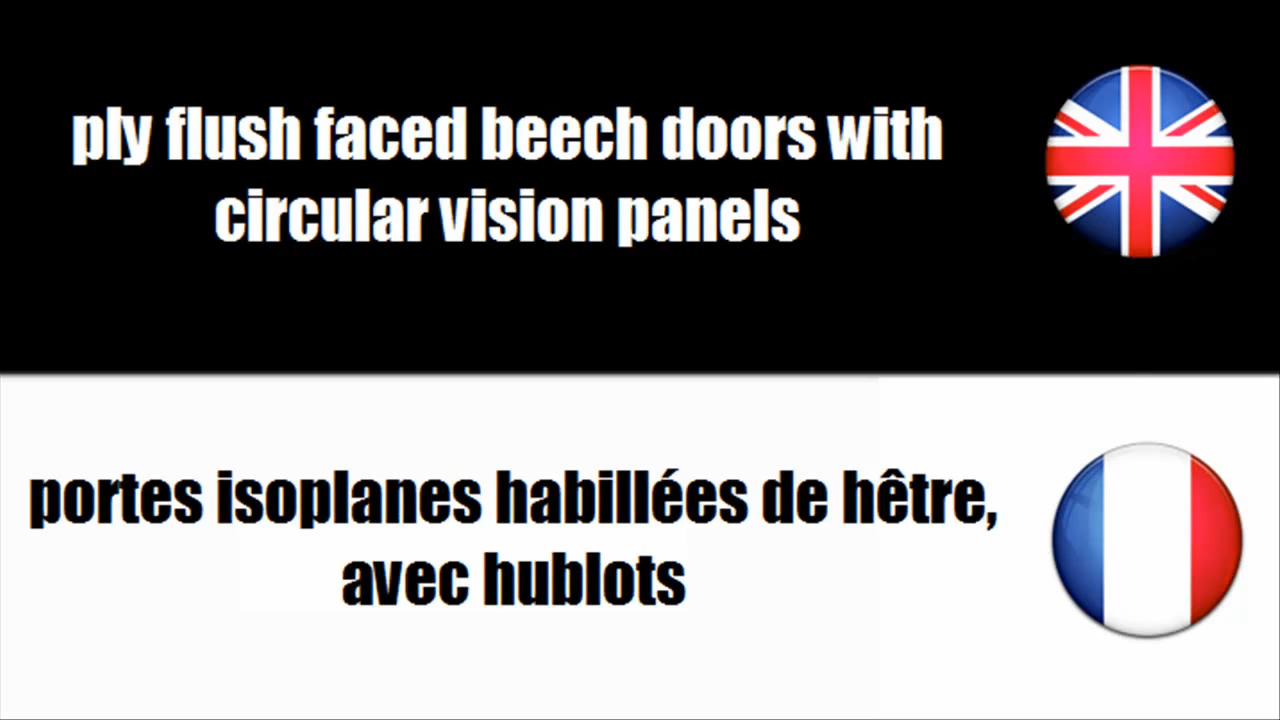 ply flush faced beech doors with
circular vision panels
portes isoplanes habillées de hêtre,
avec hublots